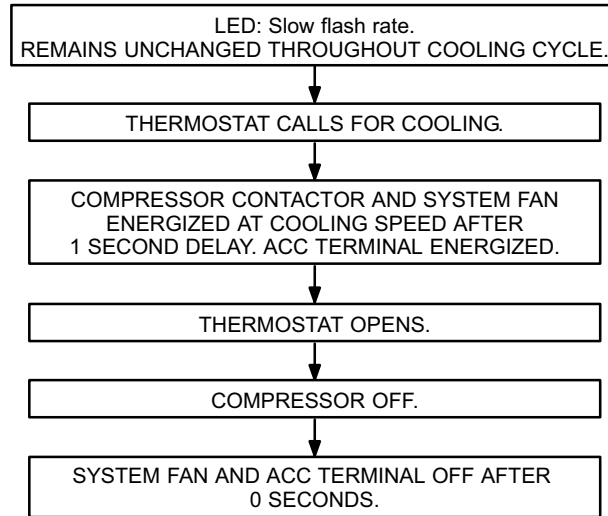 LED: Slow flash rate.
REMAINS UNCHANGED THROUGHOUT COOLING CYCLE.
THERMOSTAT CALLS FOR COOLING.
COMPRESSOR CONTACTOR AND SYSTEM FAN
ENERGIZED AT COOLING SPEED AFTER
1 SECOND DELAY. ACC TERMINAL ENERGIZED.
THERMOSTAT OPENS.
COMPRESSOR OFF.
SYSTEM FAN AND ACC TERMINAL OFF AFTER
0 SECONDS.